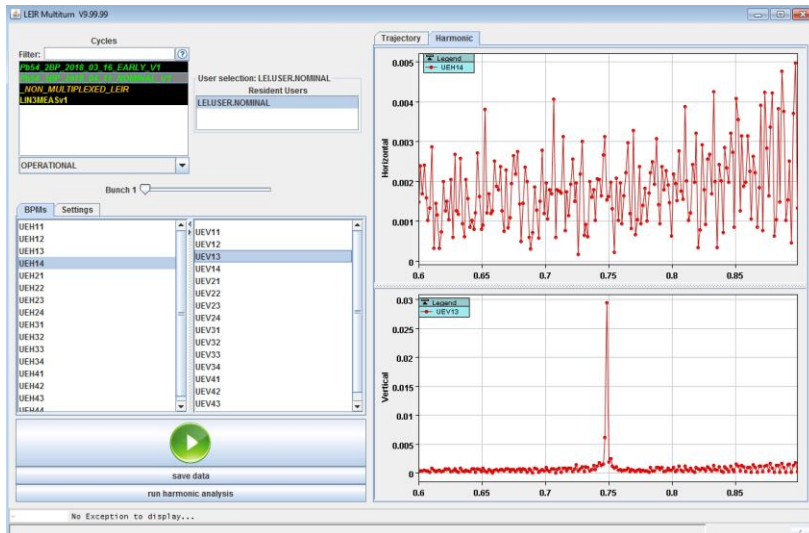 LEIR Multiturn V9.99.99
Cycles
Filter:
?
Pb54_2BP_2018_03_16_EARLY_V1
_NON_MULTIPLEXED_LEIR
LIN3MEASv1
OPERATIONAL
User selection: LELUSER.NOMINAL
Resident Users
LELUSER.NOMINAL
Bunch 1
BPMs Settings
UEH11
UEH12
UEH13
UEH14
UEH21
UEH22
UEH23
UEH24
UEH31
UEH32
UEH33
UEH34
UEH41
UEH42
UEH43
UEH44
UEV11
UEV12
UEV13
UEV14
UEV21
UEV22
UEV23
UEV24
UEV31
UEV32
UEV33
UEV34
UEV41
UEV42
UEV43
save data
run harmonic analysis
No Exception to display...
Trajectory Harmonic
Legend
UEH14
Horizontal
0.005
0.004
0.003
0.002
0.001
0
0.6 0.65 0.7 0.75 0.8 0.85
Legend
UEV13
Vertical
0.03
0.025
0.02
0.015
0.01
0.005
0
0.6 0.65 0.7 0.75 0.8 0.85